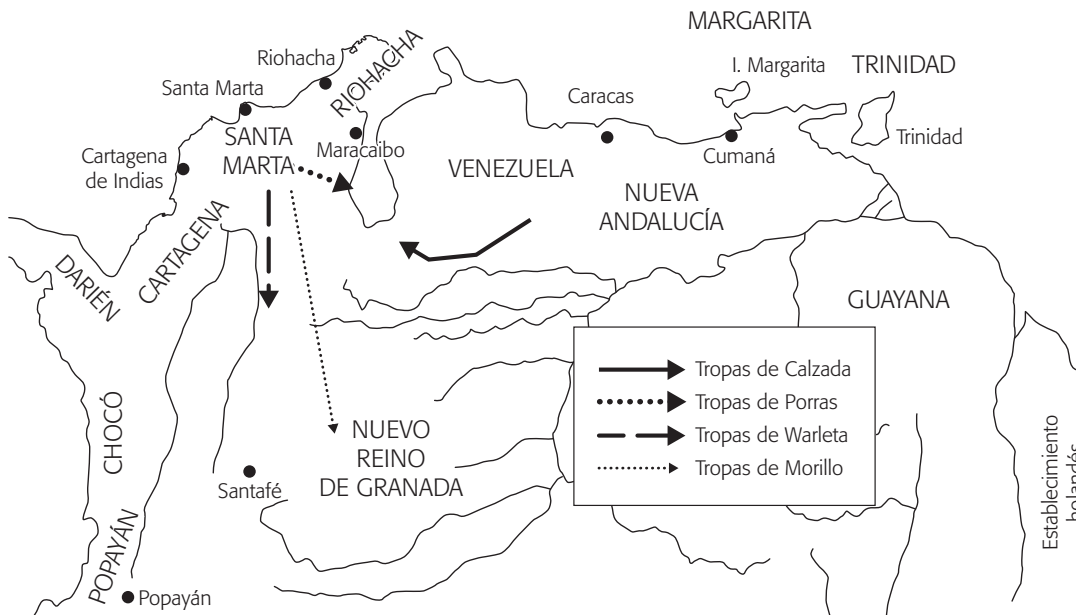 MARGARITA
Riohacha
RIOHACHA
I. Margarita
TRINIDAD
Santa Marta
Caracas
SANTA
MARTA
Maracaibo
Cumaná
Trinidad
Cartagena
de Indias
VENEZUELA
NUEVA
ANDALUCÍA
CARTAGENA
DARIÉN
GUAYANA
Tropas de Calzada
Tropas de Porras
Tropas de Warleta
Tropas de Morillo
CHOCÓ
NUEVO
REINO
DE GRANADA
Santafé
Establecimiento
holandés
POPAYÁN
Popayán